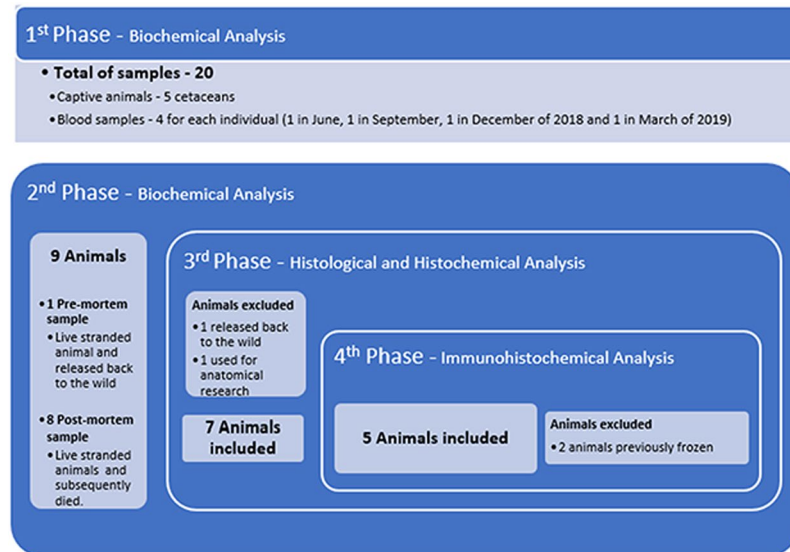 1st Phase – Biochemical Analysis
• Total of samples - 20
• Captive animals - 5 cetaceans
• Blood samples - 4 for each individual (1 in June, 1 in September, 1 in December of 2018 and 1 in March of 2019)
2nd Phase – Biochemical Analysis
9 Animals
• 1 Pre-mortem
sample
• Live stranded
animal and
released back
to the wild
• 8 Post-mortem
sample
• Live stranded
animals and
subsequently
died.
3rd Phase – Histological and Histochemical Analysis
Animals excluded
• 1 released back
to the wild
• 1 used for
anatomical
research
7 Animals
included
4th Phase – Immunohistochemical Analysis
5 Animals included
Animals excluded
• 2 animals previously frozen